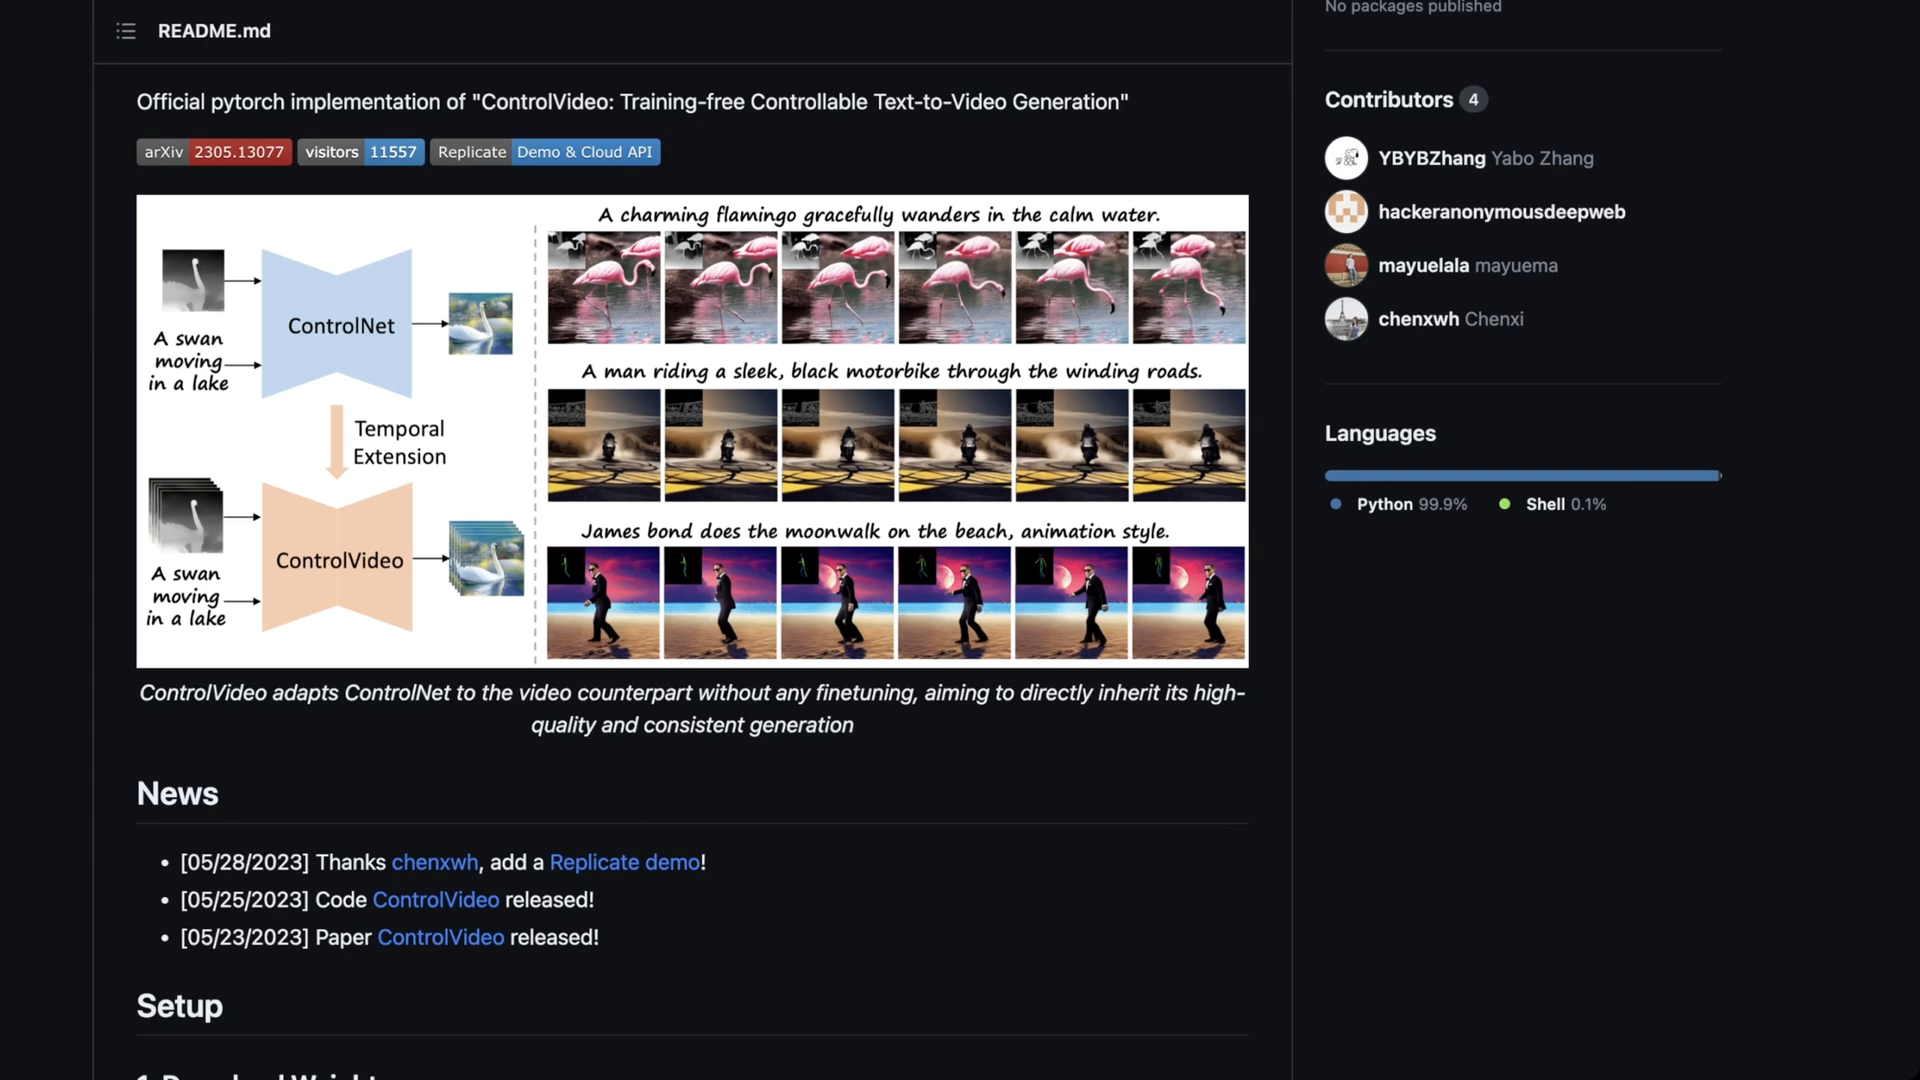 No packages published
README.md
Official pytorch implementation of "ControlVideo: Training-free Controllable Text-to-Video Generation"
arXiv 2305.13077 visitors 11557 Replicate Demo & Cloud API
A swan
moving
in a lake
ControlNet
Temporal
Extension
A swan
moving
in a lake
ControlVideo
A charming flamingo gracefully wanders in the calm water.
A man riding a sleek, black motorbike through the winding roads.
James bond does the moonwalk on the beach, animation style.
ControlVideo adapts ControlNet to the video counterpart without any finetuning, aiming to directly inherit its high-
quality and consistent generation
News
[05/28/2023] Thanks chenxwh, add a Replicate demo!
[05/25/2023] Code ControlVideo released!
[05/23/2023] Paper ControlVideo released!
Setup
Contributors 4
YBYBZhang Yabo Zhang
hackeranonymousdeepweb
mayuelala mayuema
chenxwh Chenxi
Languages
Python 99.9% Shell 0.1%